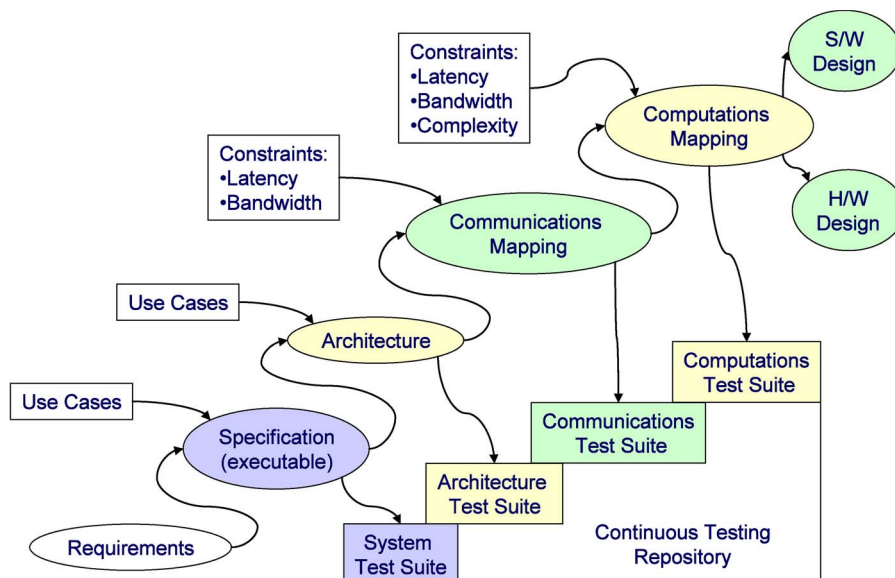 S/W
Design
Constraints:
•Latency
•Bandwidth
•Complexity
Computations
Mapping
Constraints:
•Latency
•Bandwidth
H/W
Design
Communications
Mapping
Use Cases
Architecture
Computations
Test Suite
Use Cases
Specification
(executable)
Communications
Test Suite
Architecture
Test Suite
Requirements
System
Test Suite
Continuous Testing
Repository